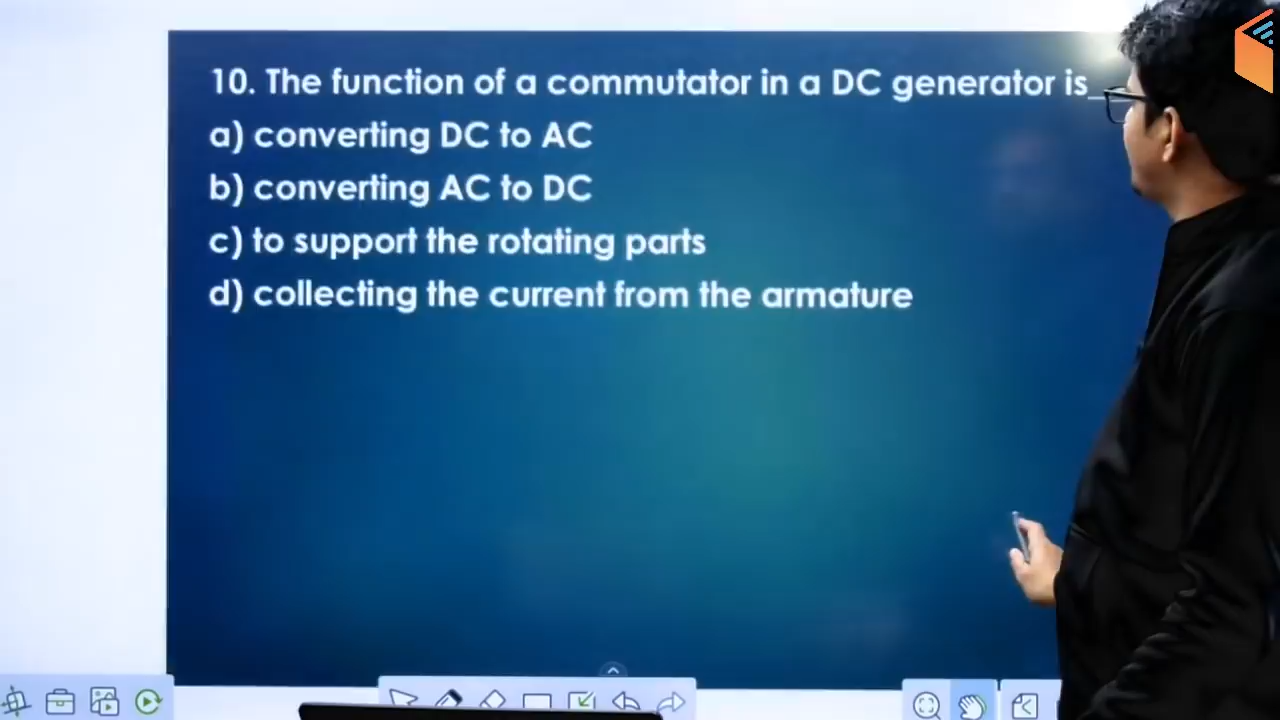 10. The function of a commutator in a DC generator is_
a) converting DC to AC
b) converting AC to DC
c) to support the rotating parts
d) collecting the current from the armature